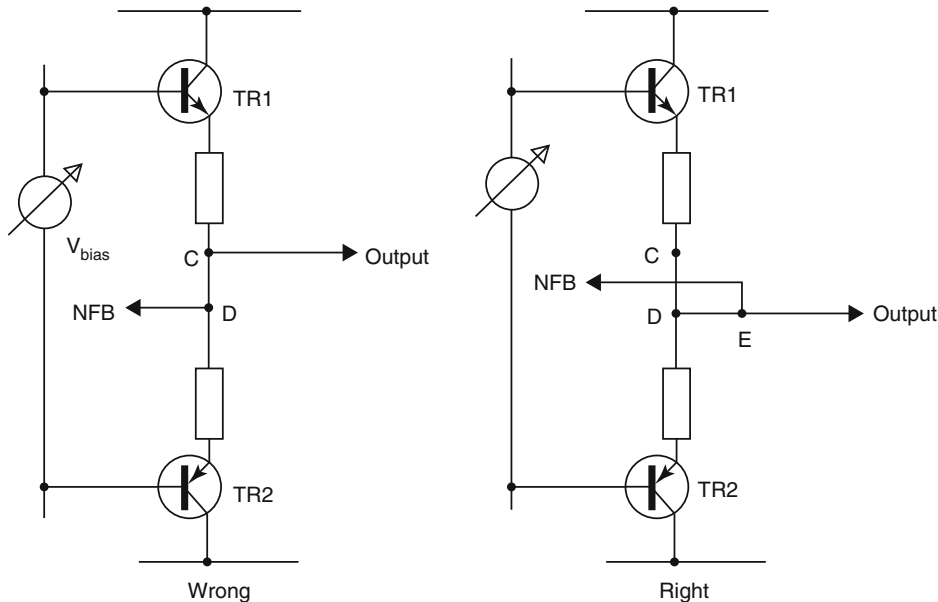 TR1
V_bias
C
Output
NFB
D
TR2
Wrong
TR1
C
NFB
D
E
Output
TR2
Right